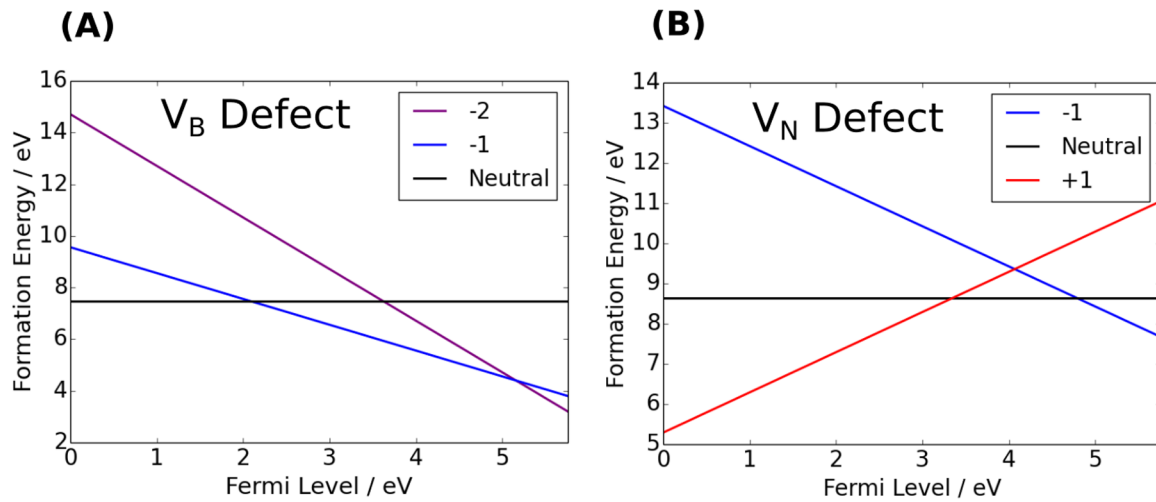 (A)
V_B Defect
-2
-1
Neutral
16
14
12
10
8
6
4
2
Formation Energy / eV
0 1 2 3 4 5
Fermi Level / eV
(B)
V_N Defect
-1
Neutral
+1
14
13
12
11
10
9
8
7
6
5
Formation Energy / eV
0 1 2 3 4 5
Fermi Level / eV